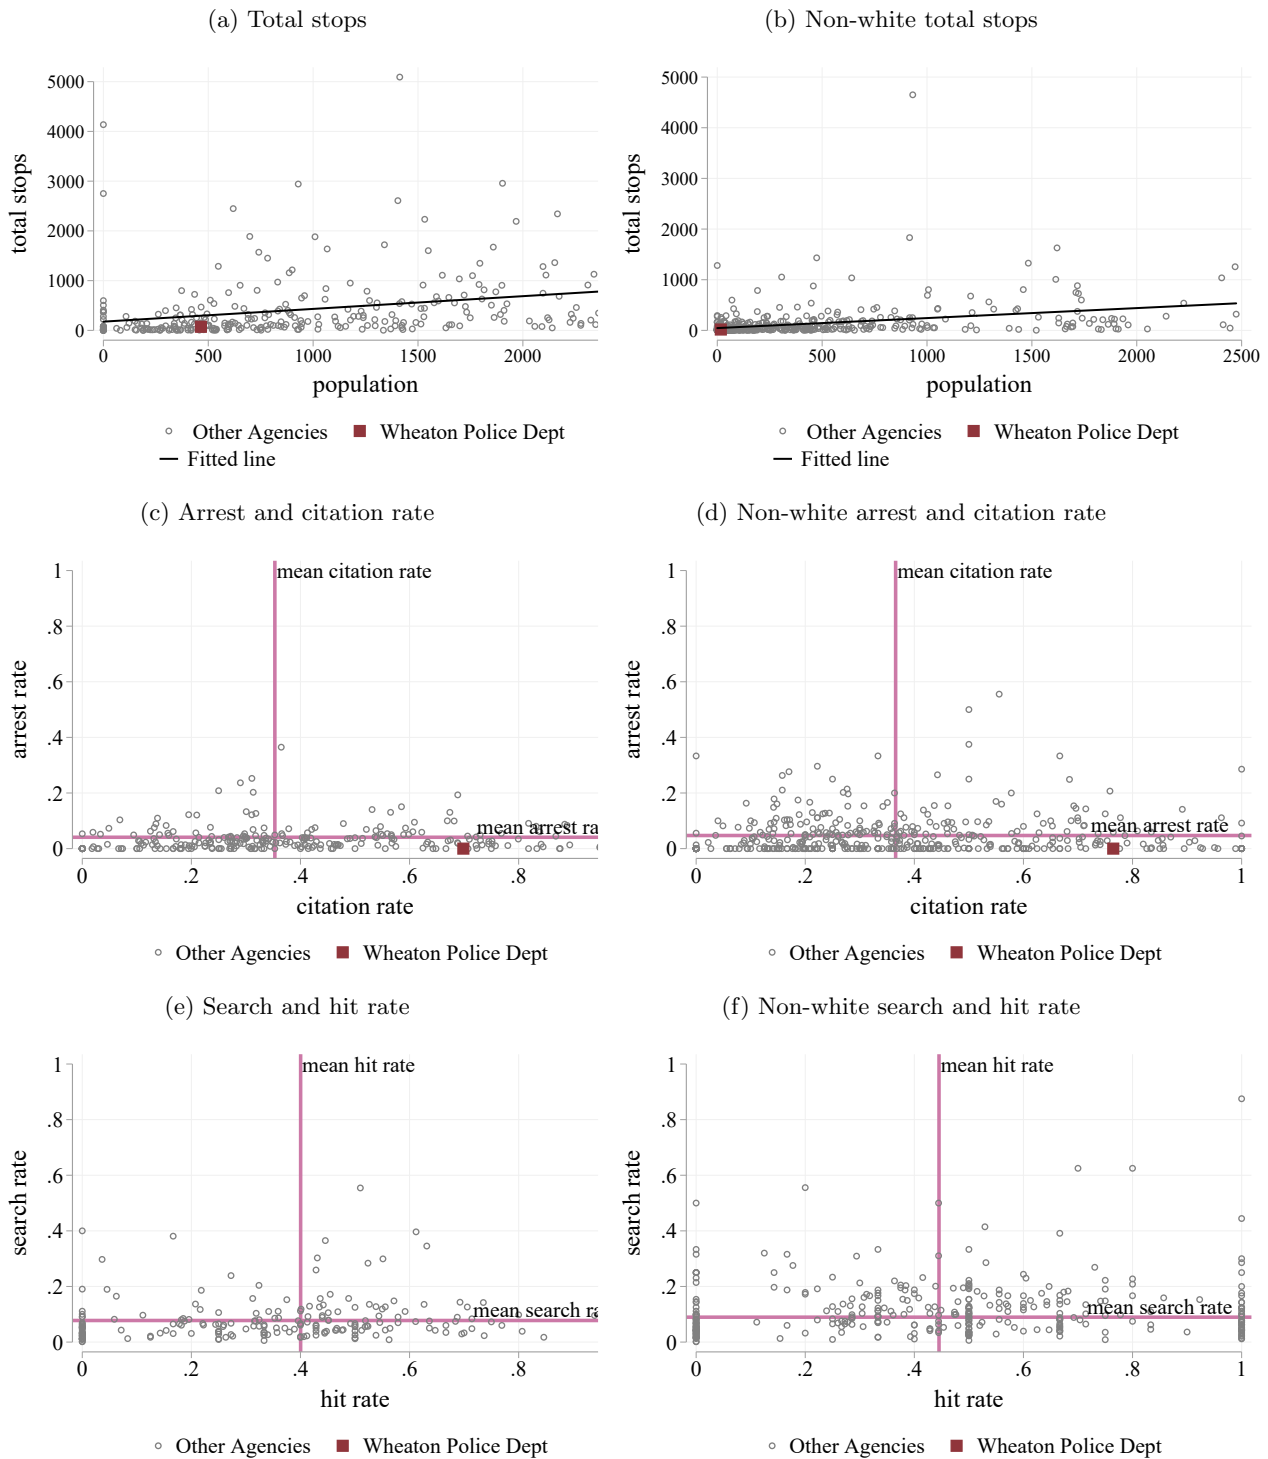 (a) Total stops
(b) Non-white total stops
total stops
5000
4000
3000
2000
1000
0
0 500 1000 1500 2000
population
Other Agencies Wheaton Police Dept
Fitted line
total stops
5000
4000
3000
2000
1000
0
0 500 1000 1500 2000 2500
population
Other Agencies Wheaton Police Dept
Fitted line
(c) Arrest and citation rate
(d) Non-white arrest and citation rate
arrest rate
1
.8
.6
.4
.2
0
mean citation rate
mean arrest ra
0 .2 .4 .6 .8
citation rate
Other Agencies Wheaton Police Dept
arrest rate
1
.8
.6
.4
.2
0
mean citation rate
mean arrest rate
0 .2 .4 .6 .8 1
citation rate
Other Agencies Wheaton Police Dept
(e) Search and hit rate
(f) Non-white search and hit rate
search rate
1
.8
.6
.4
.2
0
mean hit rate
mean search ra
0 .2 .4 .6 .8
hit rate
Other Agencies Wheaton Police Dept
search rate
1
.8
.6
.4
.2
0
mean hit rate
mean search rate
0 .2 .4 .6 .8 1
hit rate
Other Agencies Wheaton Police Dept